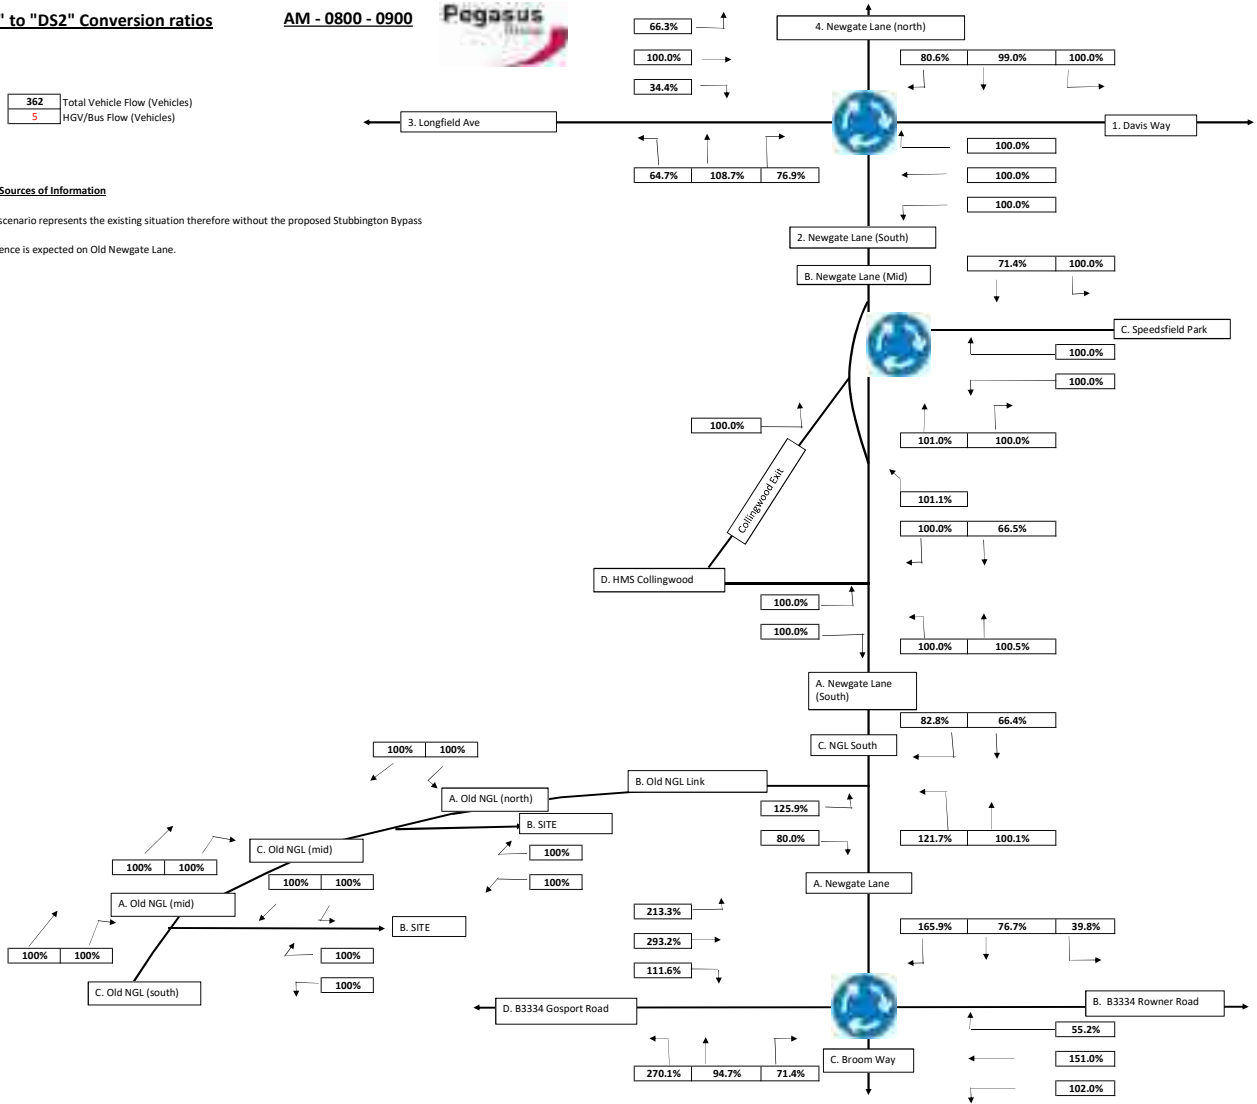 " to "DS2" Conversion ratios
AM - 0800 - 0900
Pegasus
Group
362 Total Vehicle Flow (Vehicles)
5 HGV/Bus Flow (Vehicles)
Sources of Information
scenario represents the existing situation therefore without the proposed Stubbington Bypass
ence is expected on Old Newgate Lane.
66.3%
100.0%
34.4%
4. Newgate Lane (north)
80.6% 99.0% 100.0%
3. Longfield Ave
1. Davis Way
64.7% 108.7% 76.9%
100.0%
100.0%
100.0%
2. Newgate Lane (South)
B. Newgate Lane (Mid)
71.4% 100.0%
C. Speedsfield Park
100.0%
100.0%
100.0%
101.0% 100.0%
Collingwood Exit
101.1%
100.0% 66.5%
D. HMS Collingwood
100.0%
100.0%
100.0% 100.5%
A. Newgate Lane
(South)
82.8% 66.4%
C. NGL South
100% 100%
B. Old NGL Link
A. Old NGL (north)
125.9%
80.0%
121.7% 100.1%
B. SITE
C. Old NGL (mid)
100%
100%
100% 100%
100% 100%
A. Old NGL (mid)
A. Newgate Lane
B. SITE
100% 100%
100%
100%
C. Old NGL (south)
213.3%
293.2%
111.6%
165.9% 76.7% 39.8%
D. B3334 Gosport Road
B. B3334 Rowner Road
55.2%
151.0%
102.0%
C. Broom Way
270.1% 94.7% 71.4%